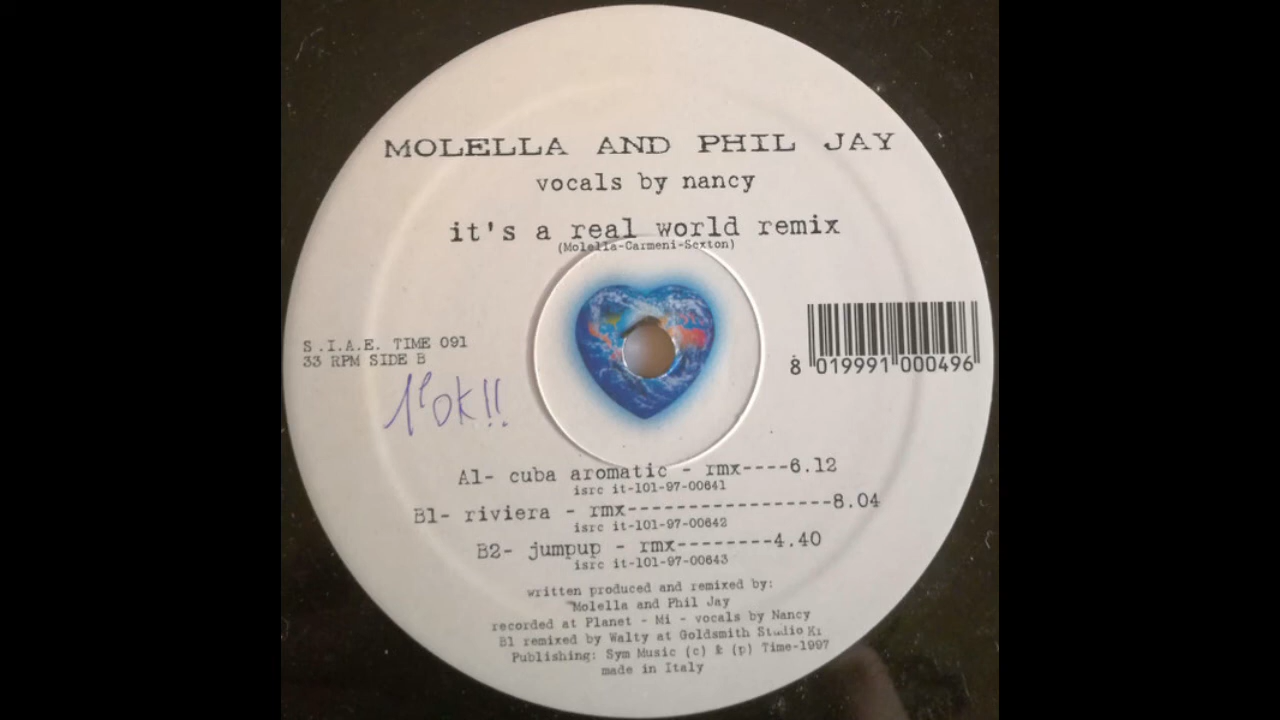 MOLELLA AND PHIL JAY
vocals by nancy
it's a real world remix
(Molella-Carmeni-Sexton)
S.I.A.E. TIME 091
33 RPM SIDE B
1° ok!!
8 019991 000496
A1- cuba aromatic - rmx----6.12
isrc it-101-97-00641
B1- riviera - rmx------------------8.04
isrc it-101-97-00642
B2- jumpup - rmx--------4.40
isrc it-101-97-00643
written produced and remixed by:
Molella and Phil Jay
recorded at Planet - Mi - vocals by Nancy
B1 remixed by Walty at Goldsmith Studio
Publishing: Sym Music (c) & (p) Time-1997
made in Italy